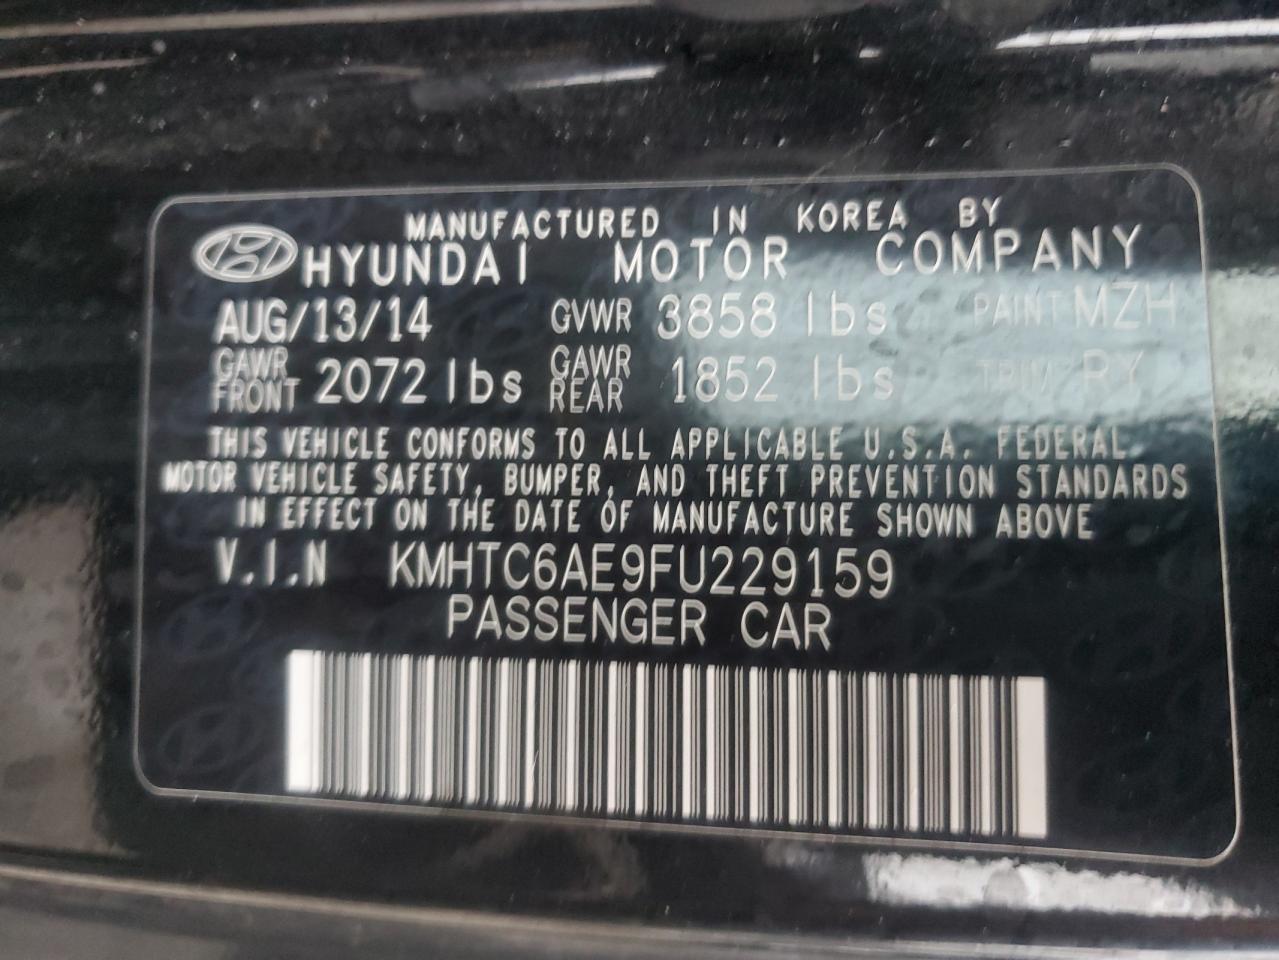 MANUFACTURED IN KOREA BY
HYUNDAI MOTOR COMPANY
AUG/13/14 GVWR 3858 lbs PAINT MZH
GAWR FRONT 2072 lbs GAWR REAR 1852 lbs TRIM RY
THIS VEHICLE CONFORMS TO ALL APPLICABLE U.S.A. FEDERAL
MOTOR VEHICLE SAFETY, BUMPER, AND THEFT PREVENTION STANDARDS
IN EFFECT ON THE DATE OF MANUFACTURE SHOWN ABOVE
V.I.N KMHTC6AE9FU229159
PASSENGER CAR